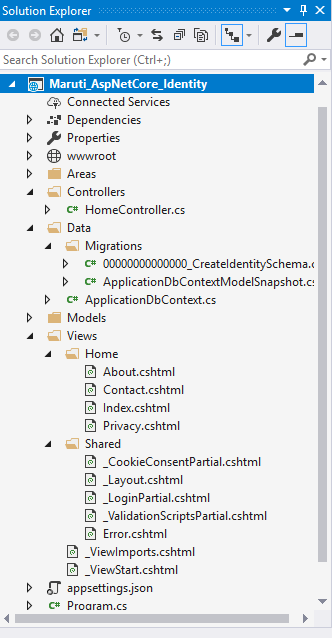 Solution Explorer
Search Solution Explorer (Ctrl+;)
Maruti_AspNetCore_Identity
Connected Services
Dependencies
Properties
wwwroot
Areas
Controllers
C# HomeController.cs
Data
Migrations
C# 00000000000000_CreateIdentitySchema.c
C# ApplicationDbContextModelSnapshot.cs
C# ApplicationDbContext.cs
Models
Views
Home
About.cshtml
Contact.cshtml
Index.cshtml
Privacy.cshtml
Shared
_CookieConsentPartial.cshtml
_Layout.cshtml
_LoginPartial.cshtml
_ValidationScriptsPartial.cshtml
Error.cshtml
_ViewImports.cshtml
_ViewStart.cshtml
appsettings.json
C# Program.cs